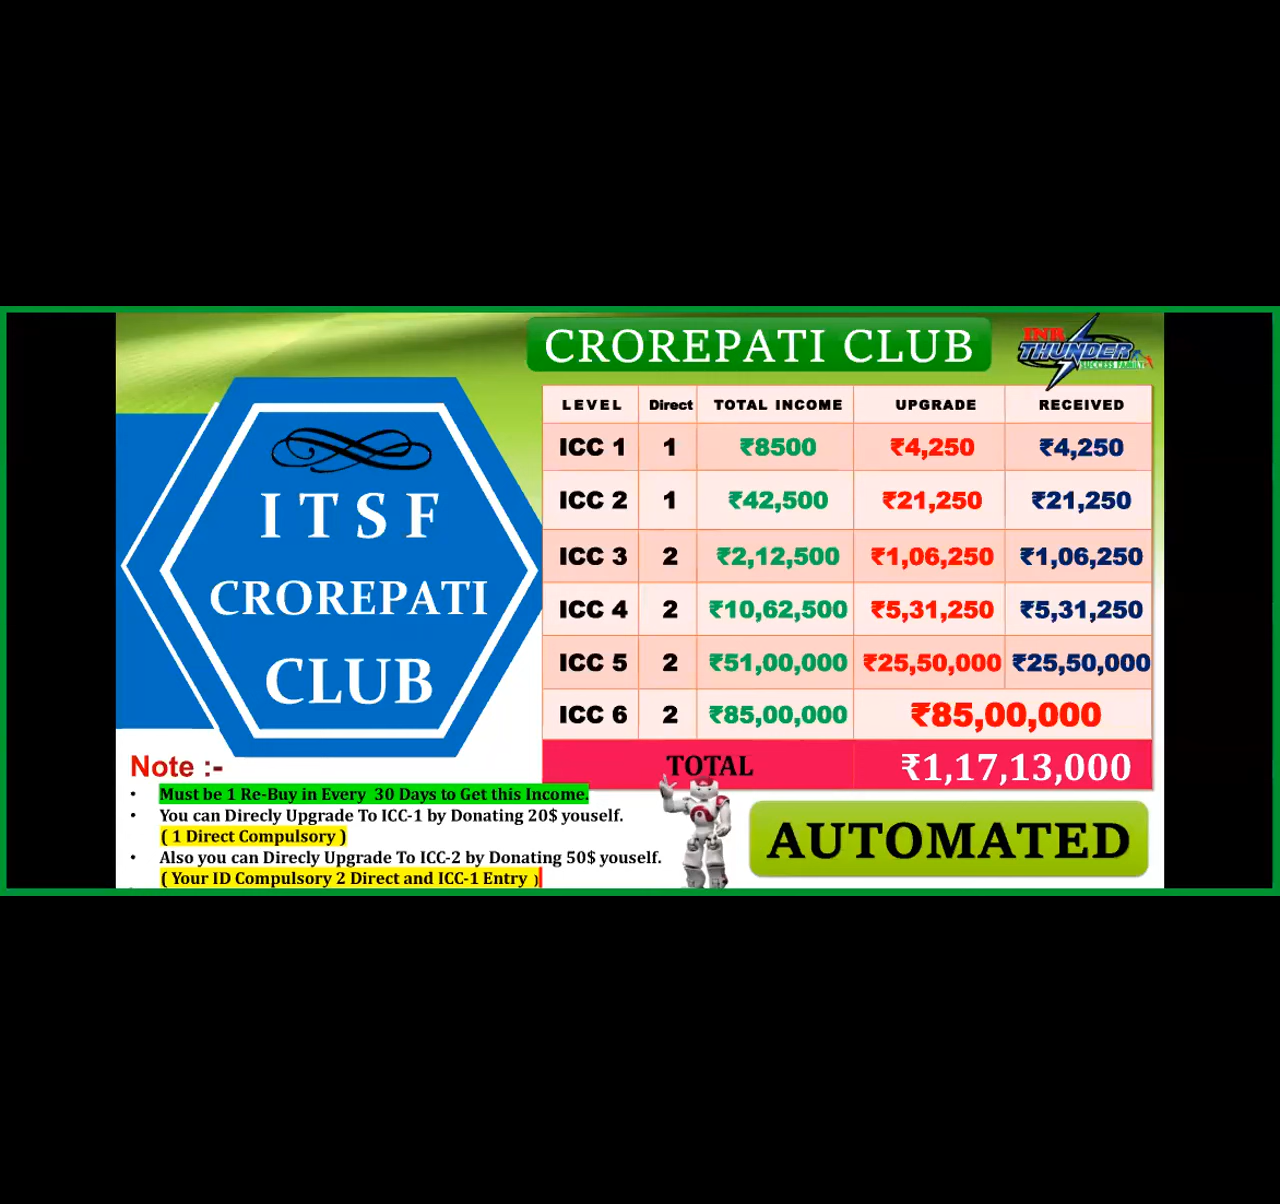 CROREPATI CLUB
INR
THUNDER
SUCCESS FAMILY
I T S F
CROREPATI
CLUB
LEVEL Direct TOTAL INCOME UPGRADE RECEIVED
ICC 1 1 ₹8500 ₹4,250 ₹4,250
ICC 2 1 ₹42,500 ₹21,250 ₹21,250
ICC 3 2 ₹2,12,500 ₹1,06,250 ₹1,06,250
ICC 4 2 ₹10,62,500 ₹5,31,250 ₹5,31,250
ICC 5 2 ₹51,00,000 ₹25,50,000 ₹25,50,000
ICC 6 2 ₹85,00,000 ₹85,00,000
TOTAL ₹1,17,13,000
Note :-
• Must be 1 Re-Buy in Every 30 Days to Get this Income.
• You can Direcly Upgrade To ICC-1 by Donating 20$ youself.
( 1 Direct Compulsory )
• Also you can Direcly Upgrade To ICC-2 by Donating 50$ youself.
( Your ID Compulsory 2 Direct and ICC-1 Entry )
AUTOMATED